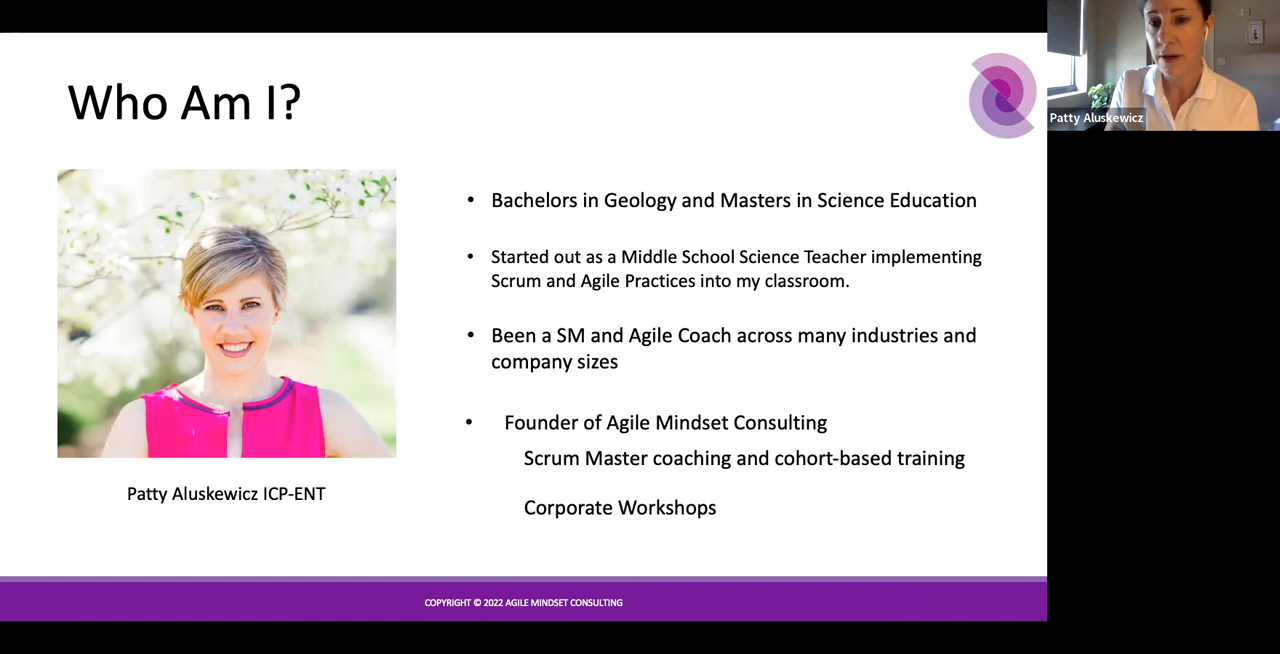 Who Am I?
Patty Aluskewicz
• Bachelors in Geology and Masters in Science Education
• Started out as a Middle School Science Teacher implementing
Scrum and Agile Practices into my classroom.
• Been a SM and Agile Coach across many industries and
company sizes
• Founder of Agile Mindset Consulting
Scrum Master coaching and cohort-based training
Corporate Workshops
Patty Aluskewicz ICP-ENT
COPYRIGHT © 2022 AGILE MINDSET CONSULTING